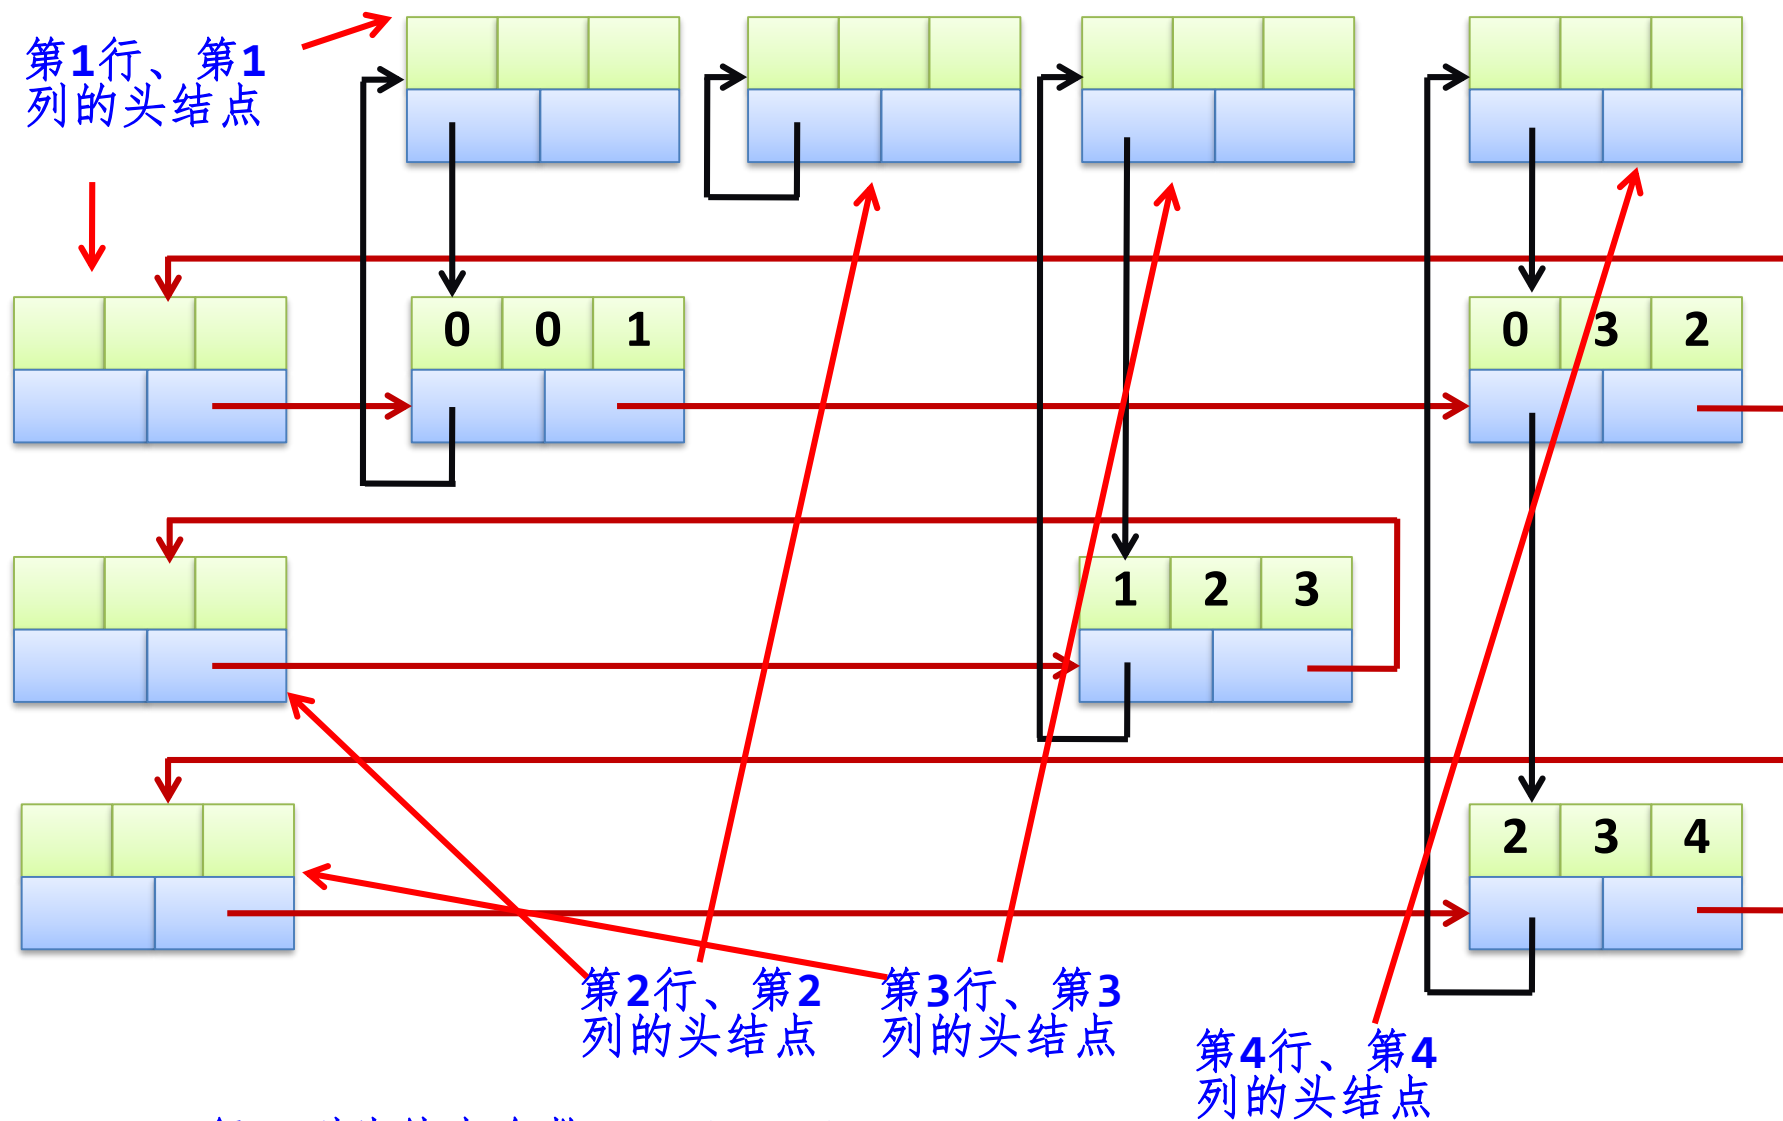 第1行、第1
列的头结点
0 0 1
0 3 2
1 2 3
2 3 4
第2行、第2
列的头结点
第3行、第3
列的头结点
第4行、第4
列的头结点